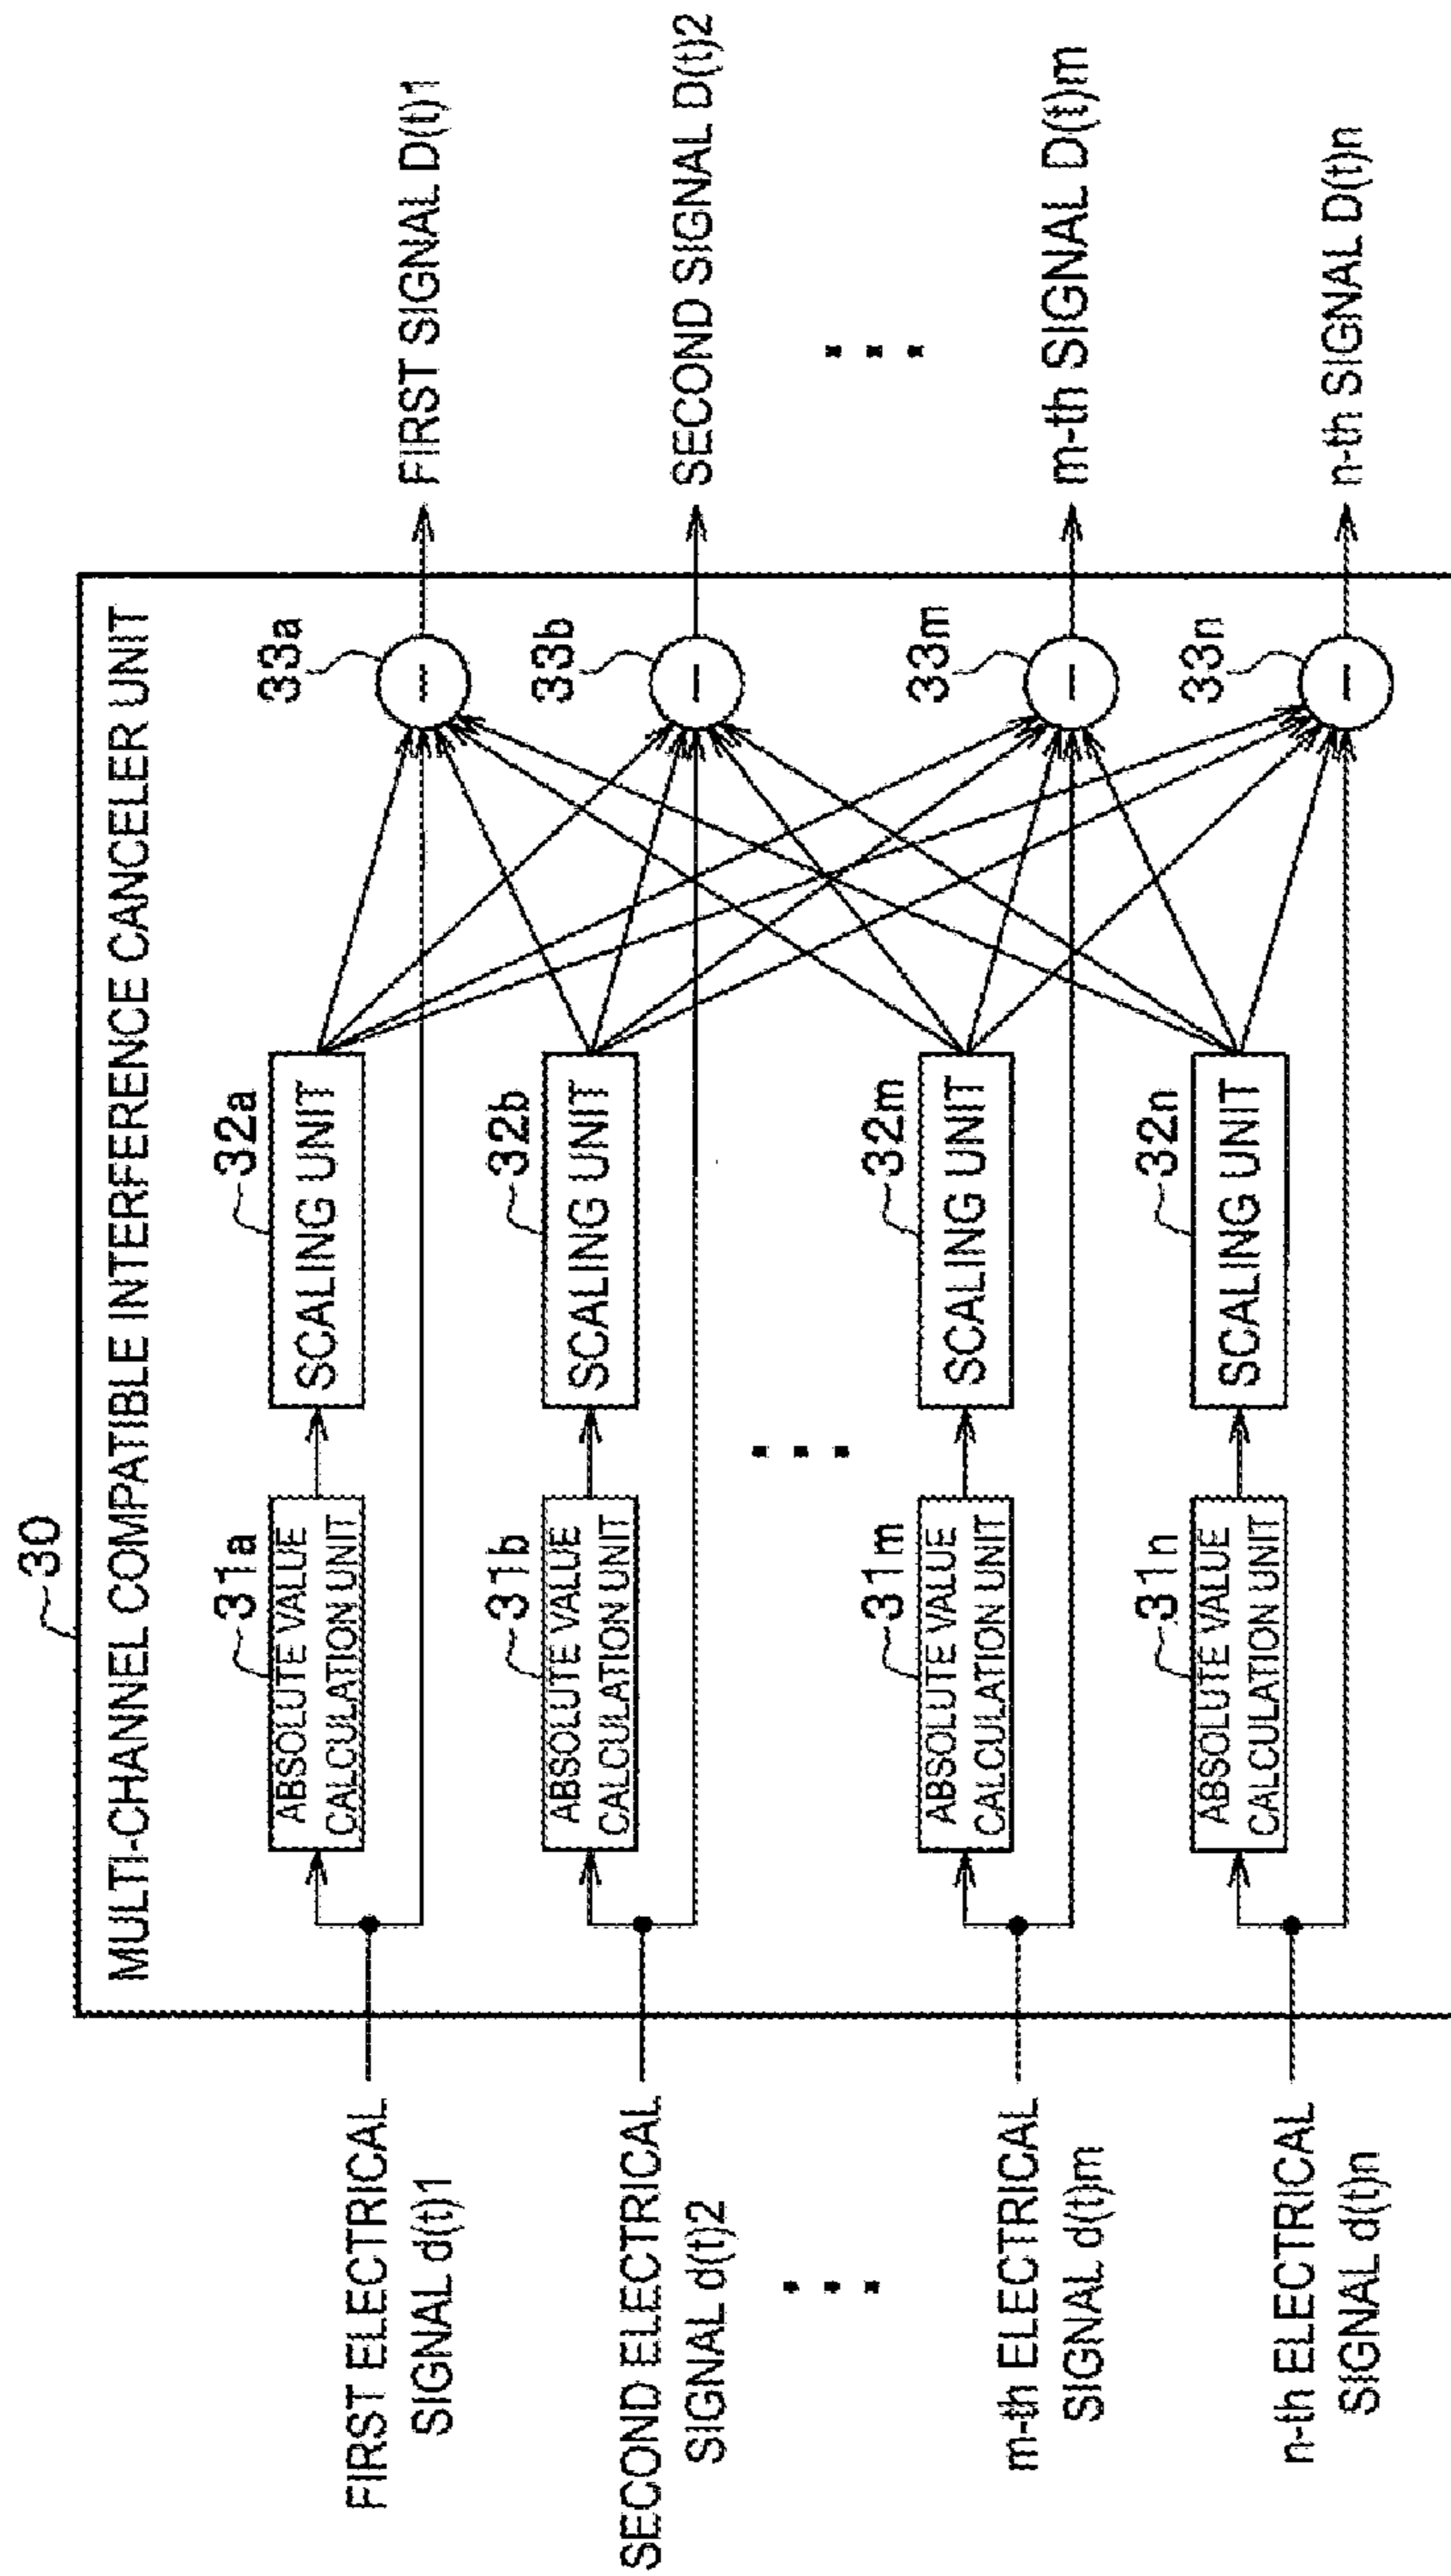 30
MULTI-CHANNEL COMPATIBLE INTERFERENCE CANCELER UNIT
FIRST ELECTRICAL
SIGNAL d(t)1
31a
ABSOLUTE VALUE
CALCULATION UNIT
32a
SCALING UNIT
33a
−
FIRST SIGNAL D(t)1
SECOND ELECTRICAL
SIGNAL d(t)2
31b
ABSOLUTE VALUE
CALCULATION UNIT
32b
SCALING UNIT
33b
−
SECOND SIGNAL D(t)2
...
...
...
m-th ELECTRICAL
SIGNAL d(t)m
31m
ABSOLUTE VALUE
CALCULATION UNIT
32m
SCALING UNIT
33m
−
m-th SIGNAL D(t)m
n-th ELECTRICAL
SIGNAL d(t)n
31n
ABSOLUTE VALUE
CALCULATION UNIT
32n
SCALING UNIT
33n
−
n-th SIGNAL D(t)n